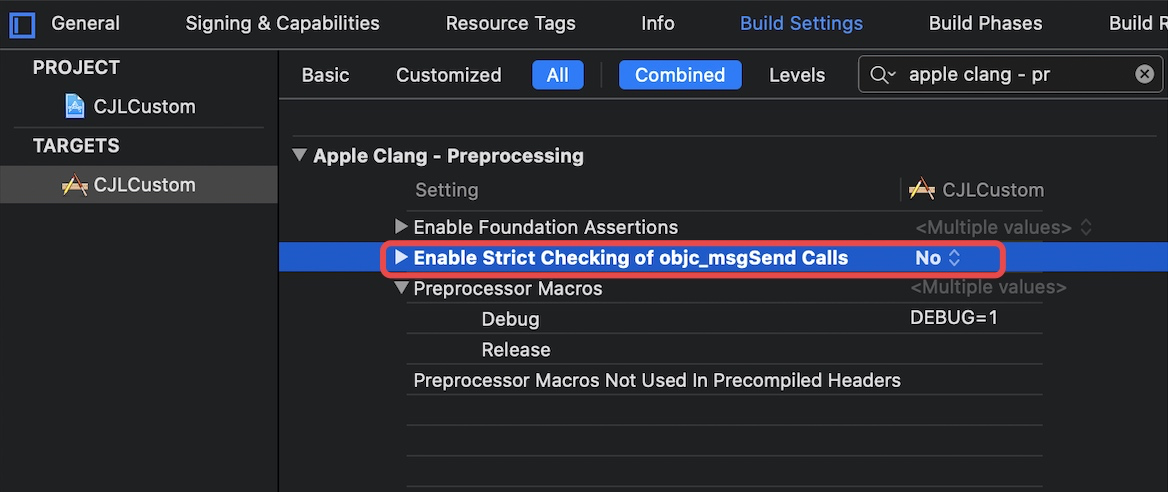 General Signing & Capabilities Resource Tags Info Build Settings Build Phases Build R
PROJECT
CJLCustom
TARGETS
CJLCustom
Basic Customized All Combined Levels apple clang - pr
Apple Clang - Preprocessing
Setting CJLCustom
Enable Foundation Assertions <Multiple values>
Enable Strict Checking of objc_msgSend Calls No
Preprocessor Macros <Multiple values>
Debug DEBUG=1
Release
Preprocessor Macros Not Used In Precompiled Headers